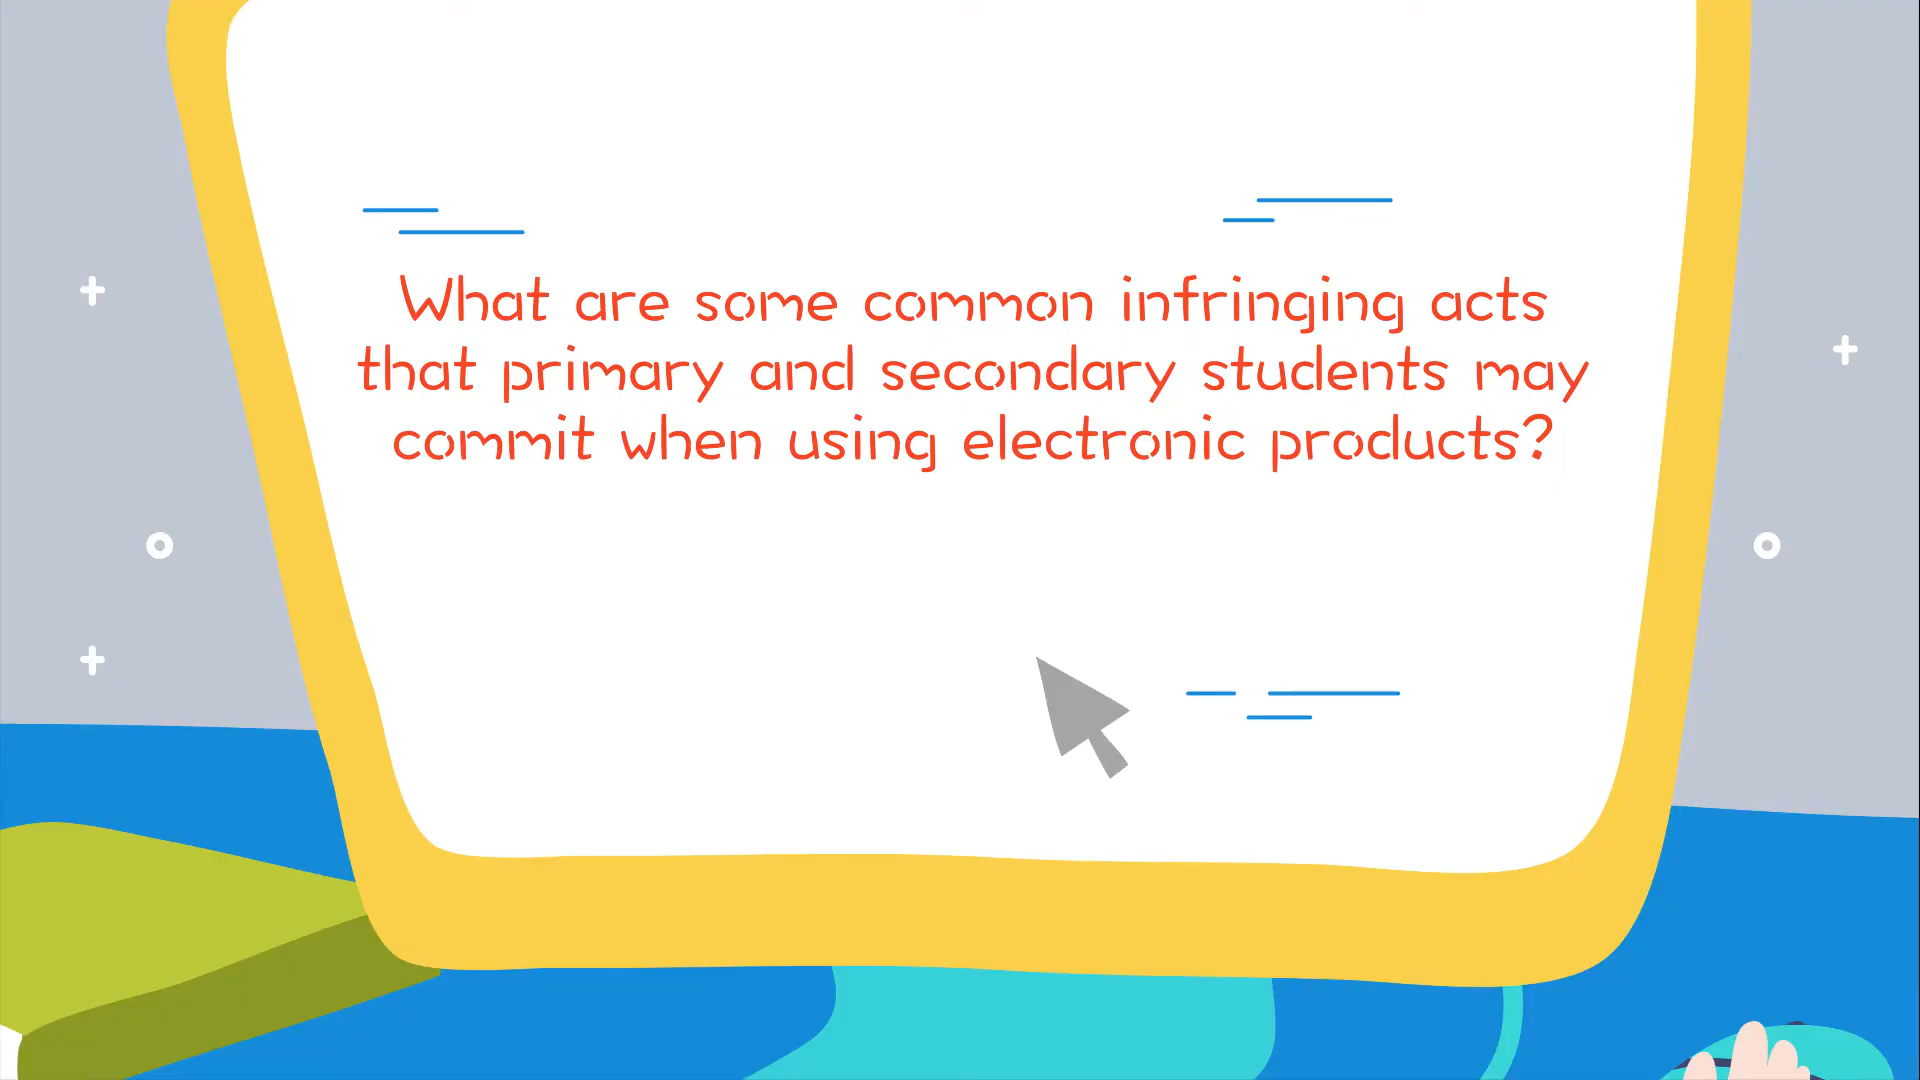 What are some common infringing acts
that primary and secondary students may
commit when using electronic products?